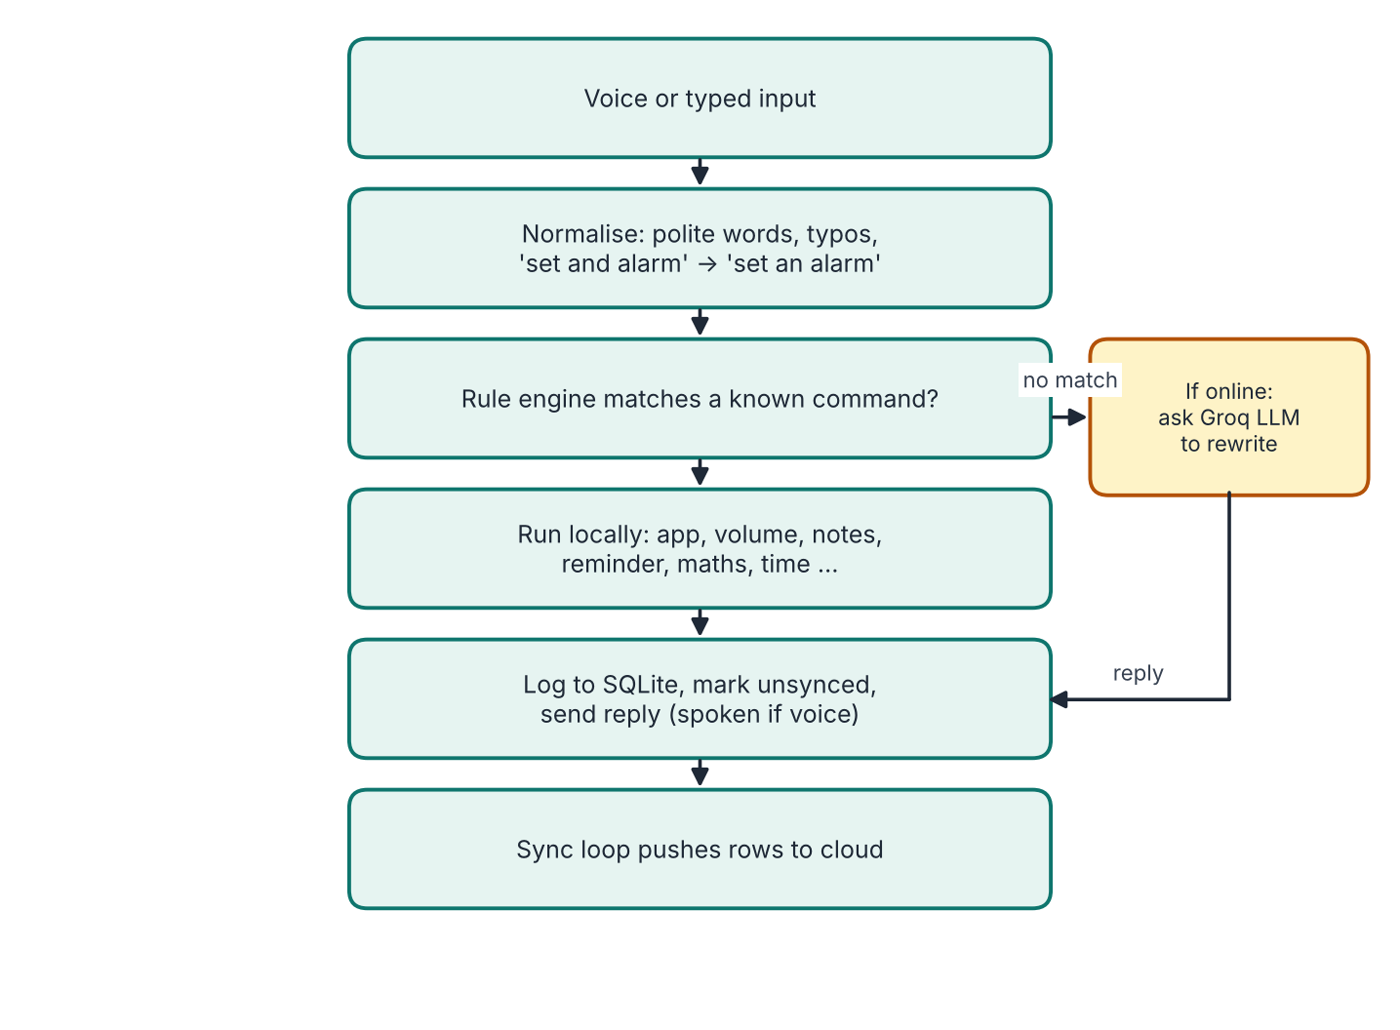 Voice or typed input
Normalise: polite words, typos,
'set and alarm' → 'set an alarm'
Rule engine matches a known command?
no match
If online:
ask Groq LLM
to rewrite
Run locally: app, volume, notes,
reminder, maths, time ...
Log to SQLite, mark unsynced,
send reply (spoken if voice)
reply
Sync loop pushes rows to cloud